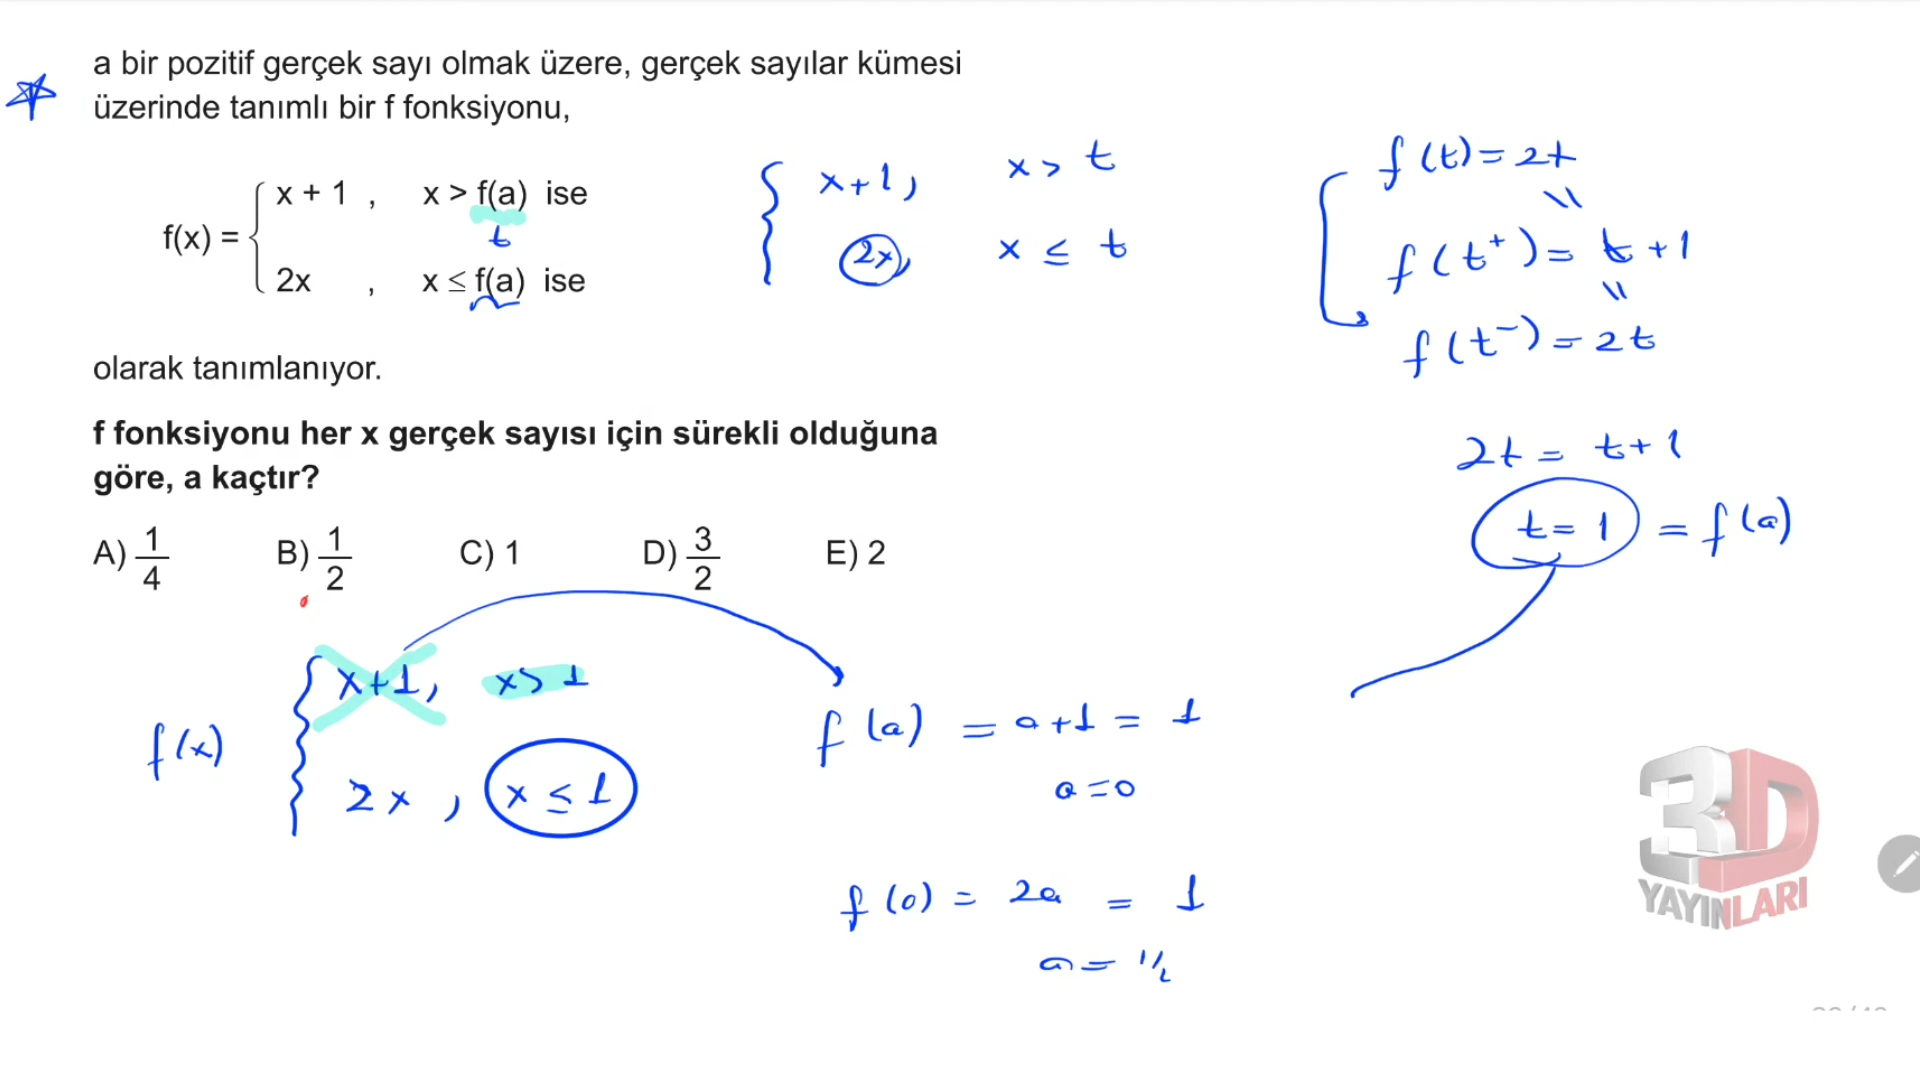 a bir pozitif gerçek sayı olmak üzere, gerçek sayılar kümesi
üzerinde tanımlı bir f fonksiyonu,
f(x) = { x + 1 , x > f(a) ise
t
2x , x ≤ f(a) ise
olarak tanımlanıyor.
f fonksiyonu her x gerçek sayısı için sürekli olduğuna
göre, a kaçtır?
A) 1/4 B) 1/2 C) 1 D) 3/2 E) 2
{ x+1, x > t
2x, x ≤ t
f(t) = 2t
=
f(t⁺) = t + 1
=
f(t⁻) = 2t
2t = t + 1
t = 1 = f(a)
f(x) { x+1, x > 1
2x, x ≤ 1
f(a) = a+1 = 1
a = 0
f(0) = 2a = 1
a = 1/2
3D
YAYINLARI